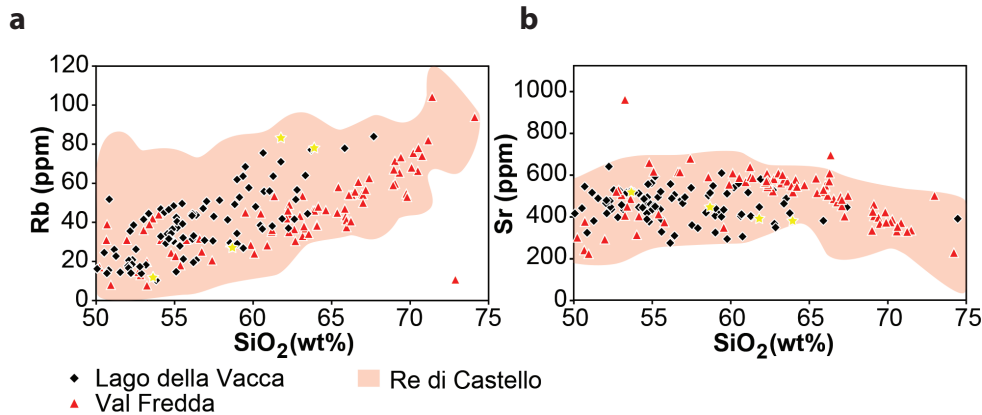 a
b
Rb (ppm)
120
100
80
60
40
20
0
50
55
60
65
70
75
SiO2(wt%)
Sr (ppm)
1000
800
600
400
200
0
50
55
60
65
70
75
SiO2(wt%)
Lago della Vacca
Re di Castello
Val Fredda